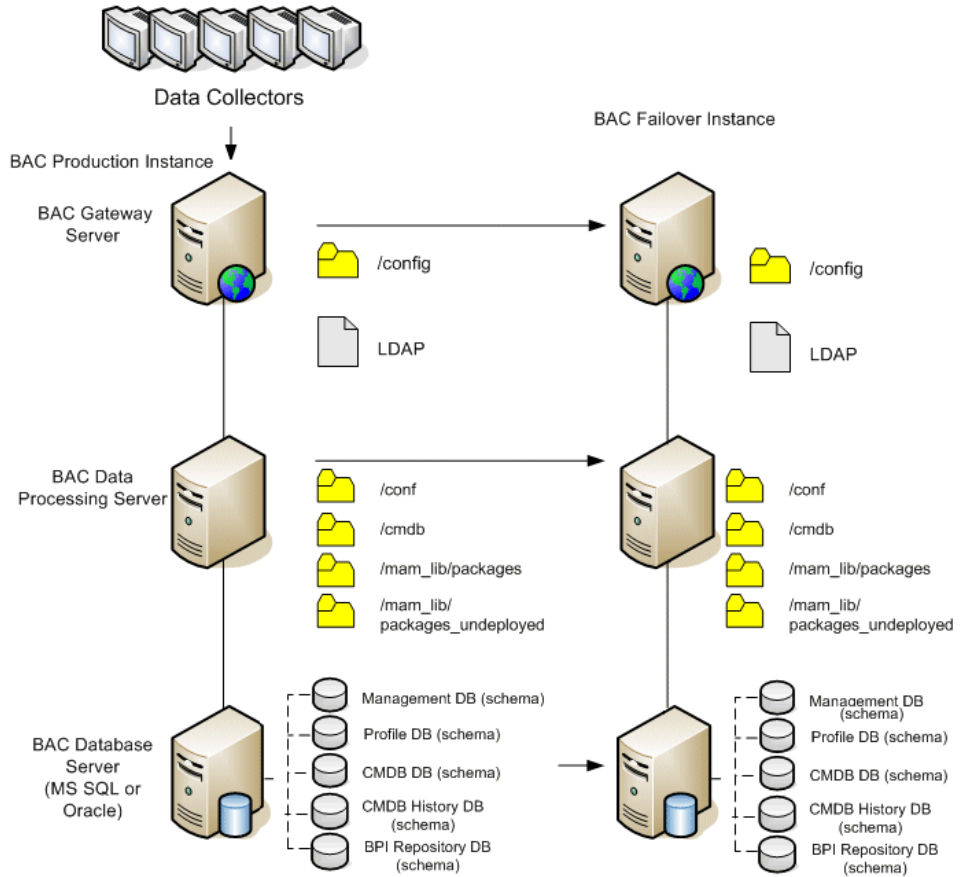 Data Collectors
BAC Failover Instance
BAC Production Instance
BAC Gateway
Server
/config
LDAP
/config
LDAP
BAC Data
Processing Server
/conf
/cmdb
/mam_lib/packages
/mam_lib/
packages_undeployed
/conf
/cmdb
/mam_lib/packages
/mam_lib/
packages_undeployed
BAC Database
Server
(MS SQL or
Oracle)
Management DB (schema)
Profile DB (schema)
CMDB DB (schema)
CMDB History DB
(schema)
BPI Repository DB
(schema)
Management DB
(schema)
Profile DB (schema)
CMDB DB (schema)
CMDB History DB
(schema)
BPI Repository DB
(schema)